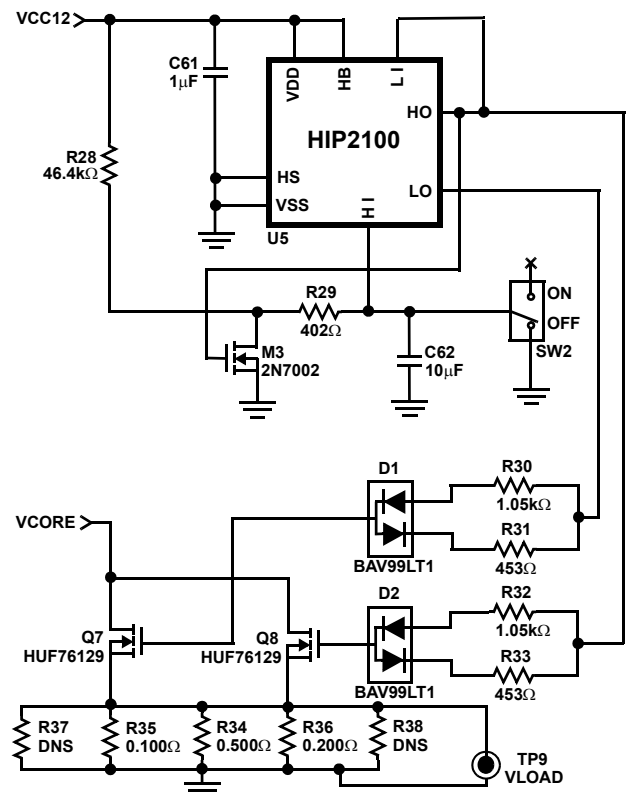 VCC12
C61
1μF
VDD
HB
LI
HO
HIP2100
R28
46.4kΩ
HS
LO
VSS
HI
U5
R29
402Ω
ON
OFF
SW2
M3
2N7002
C62
10μF
D1
R30
1.05kΩ
VCORE
R31
453Ω
BAV99LT1
D2
R32
1.05kΩ
Q7
HUF76129
Q8
HUF76129
R33
453Ω
BAV99LT1
R37
DNS
R35
0.100Ω
R34
0.500Ω
R36
0.200Ω
R38
DNS
TP9
VLOAD